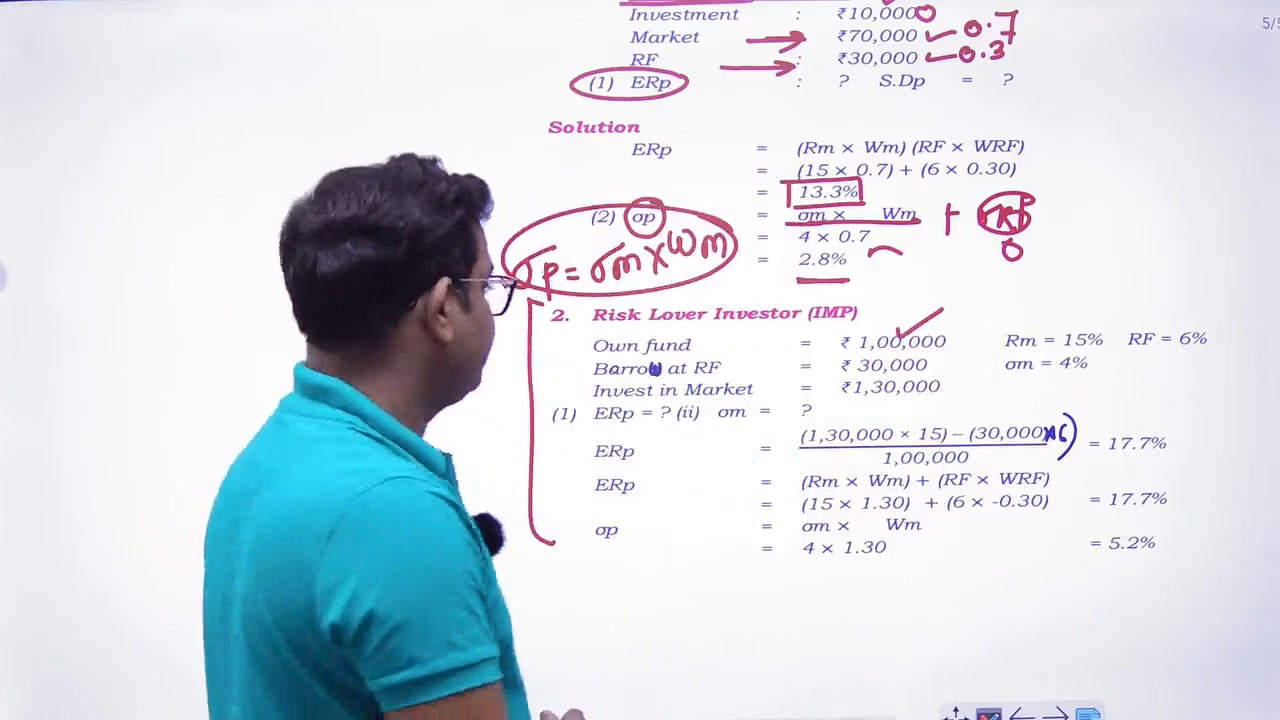 5/5
Investment : ₹10,000 0
Market ₹70,000 0.7
RF : ₹30,000 0.3
(1) ERp : ? S.Dp = ?
Solution
ERp = (Rm × Wm) (RF × WRF)
= (15 × 0.7) + (6 × 0.30)
= 13.3%
(2) σp = σm × Wm +
σp = σm × Wm
= 4 × 0.7 0
= 2.8%
2. Risk Lover Investor (IMP)
Own fund = ₹ 1,00,000 Rm = 15% RF = 6%
Barrow at RF = ₹ 30,000 σm = 4%
Invest in Market = ₹1,30,000
(1) ERp = ? (ii) σm = ?
ERp = (1,30,000 × 15) – (30,000×6) = 17.7%
1,00,000
ERp = (Rm × Wm) + (RF × WRF)
= (15 × 1.30) + (6 × -0.30) = 17.7%
σp = σm × Wm
= 4 × 1.30 = 5.2%